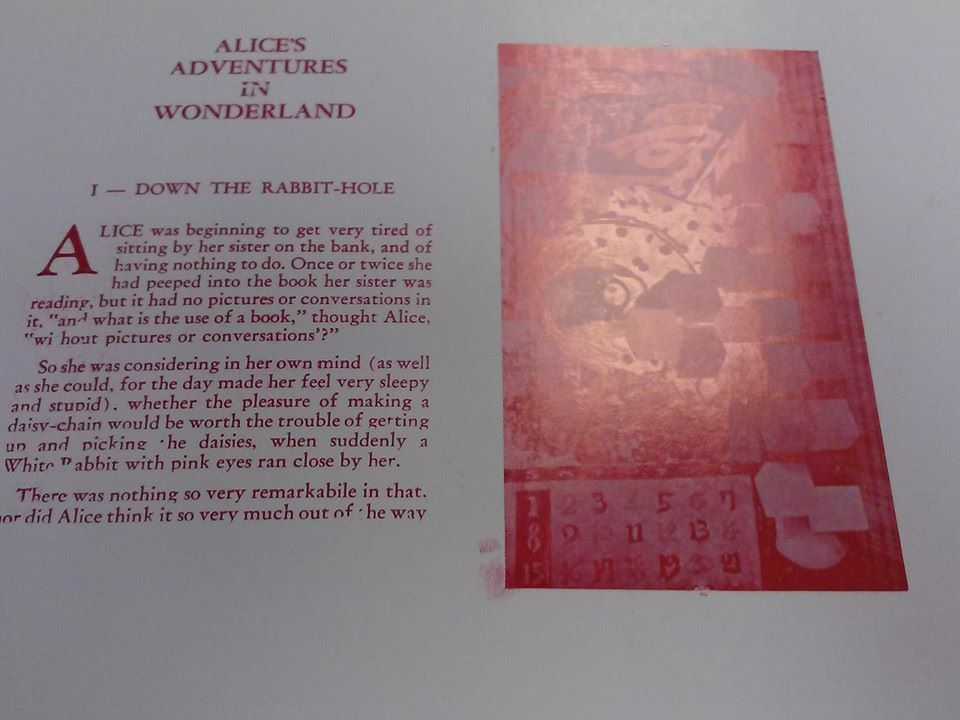 ALICE'S
ADVENTURES
IN
WONDERLAND
I — DOWN THE RABBIT-HOLE
ALICE was beginning to get very tired of
sitting by her sister on the bank, and of
having nothing to do. Once or twice she
had peeped into the book her sister was
reading, but it had no pictures or conversations in
it, "and what is the use of a book," thought Alice,
"wi hout pictures or conversations'?"
So she was considering in her own mind (as well
as she could, for the day made her feel very sleepy
and stupid), whether the pleasure of making a
daisy-chain would be worth the trouble of getting
up and picking he daisies, when suddenly a
White Rabbit with pink eyes ran close by her.
There was nothing so very remarkabile in that.
nor did Alice think it so very much out of he way
1 2 3 5 6 7
8 9 10 11 12 13 14
15 16 17 18 19 20 21